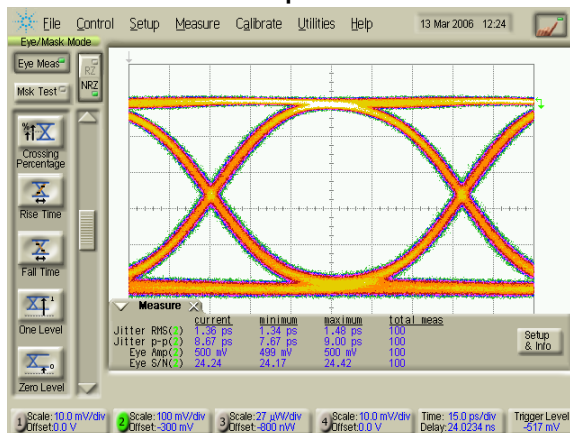 File Control Setup Measure Calibrate Utilities Help 13 Mar 2006 12:24
Eye/Mask Mode
Eye Meas
RZ
Msk Test
NRZ
Crossing
Percentage
Rise Time
Fall Time
One Level
Zero Level
Measure
current minimum maximum total meas
Jitter RMS(2) 1.36 ps 1.34 ps 1.48 ps 100
Jitter p-p(2) 8.67 ps 7.67 ps 9.00 ps 100
Eye Amp(2) 500 mV 499 mV 500 mV 100
Eye S/N(2) 24.24 24.17 24.42 100
Setup
& Info
1 Scale:10.0 mV/div 2 Scale:100 mV/div 3 Scale:27 µW/div 4 Scale:10.0 mV/div Time: 15.0 ps/div Trigger Level
Offset:0.0 V Offset:-300 mV Offset:-800 nW Offset:0.0 V Delay:24.0234 ns -517 mV